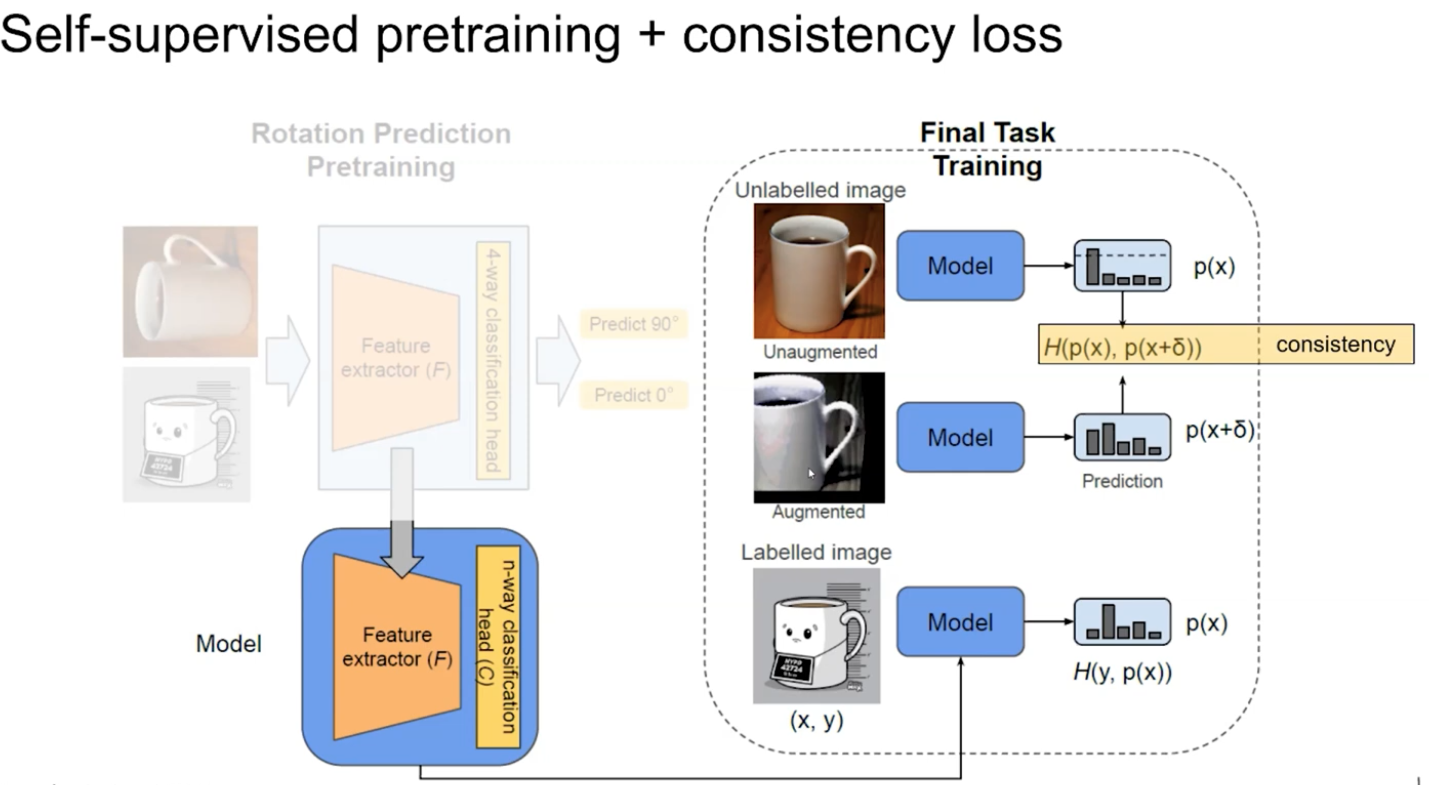 Self-supervised pretraining + consistency loss
Rotation Prediction
Pretraining
Feature
extractor (F)
4-way classification head
Predict 90°
Predict 0°
Model
Feature
extractor (F)
n-way classification
head (C)
Final Task
Training
Unlabelled image
Unaugmented
Model
p(x)
H(p(x), p(x+δ))
consistency
Augmented
Model
p(x+δ)
Prediction
Labelled image
42724
(x, y)
Model
p(x)
H(y, p(x))